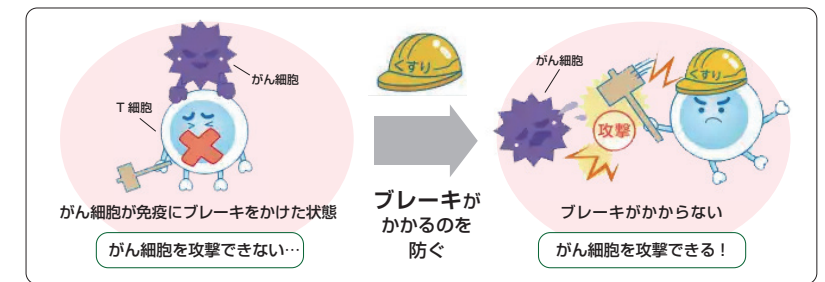 がん細胞
T 細胞
がん細胞が免疫にブレーキをかけた状態
がん細胞を攻撃できない…
くすり
ブレーキが
かかるのを
防ぐ
がん細胞
くすり
攻撃
ブレーキがかからない
がん細胞を攻撃できる！